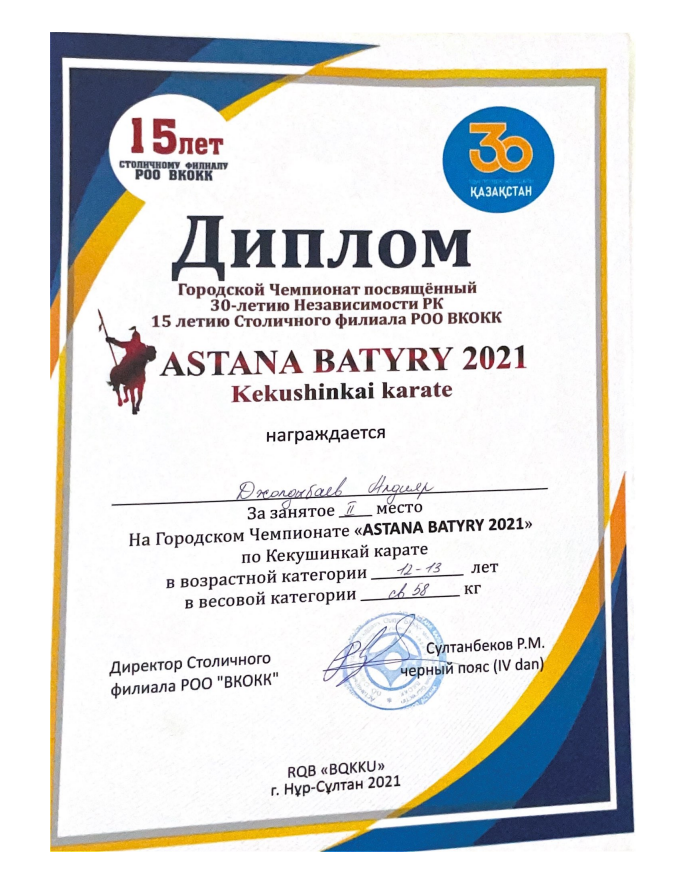 15лет
СТОЛИЧНОМУ ФИЛИАЛУ
РОО ВКОКК
30
ҚАЗАҚСТАН
Диплом
Городской Чемпионат посвящённый
30-летию Независимости РК
15 летию Столичного филиала РОО ВКОКК
ASTANA BATYRY 2021
Kekushinkai karate
награждается
Джолдыбаев Алдияр
За занятое II место
На Городском Чемпионате «ASTANA BATYRY 2021»
по Кекушинкай карате
в возрастной категории 12-13 лет
в весовой категории св 58 кг
Директор Столичного
филиала РОО "ВКОКК"
Султанбеков Р.М.
черный пояс (IV dan)
RQB «BQKKU»
г. Нұр-Сұлтан 2021